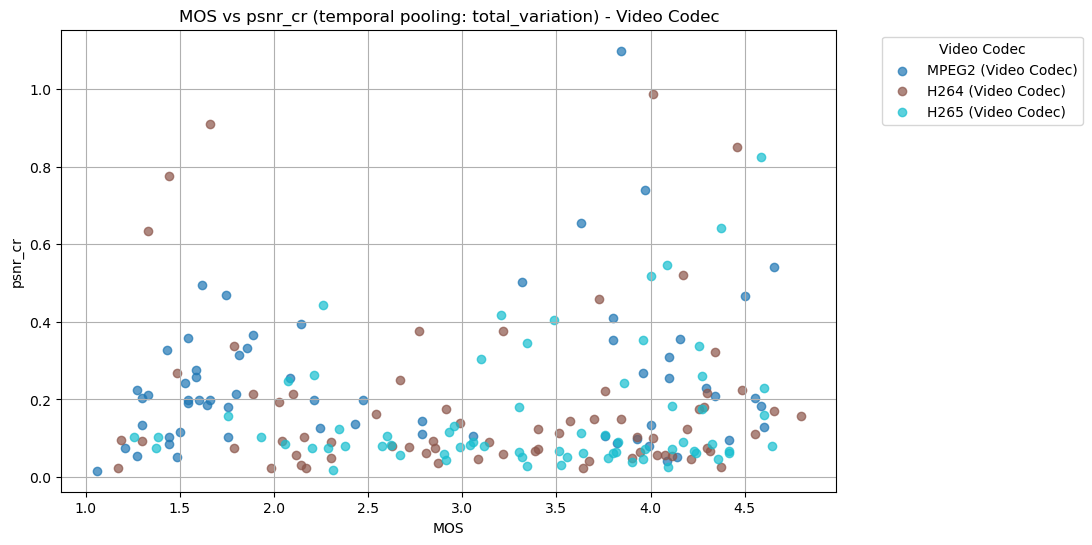 MOS vs psnr_cr (temporal pooling: total_variation) - Video Codec
Video Codec
MPEG2 (Video Codec)
H264 (Video Codec)
H265 (Video Codec)
psnr_cr
1.0
0.8
0.6
0.4
0.2
0.0
1.0 1.5 2.0 2.5 3.0 3.5 4.0 4.5
MOS